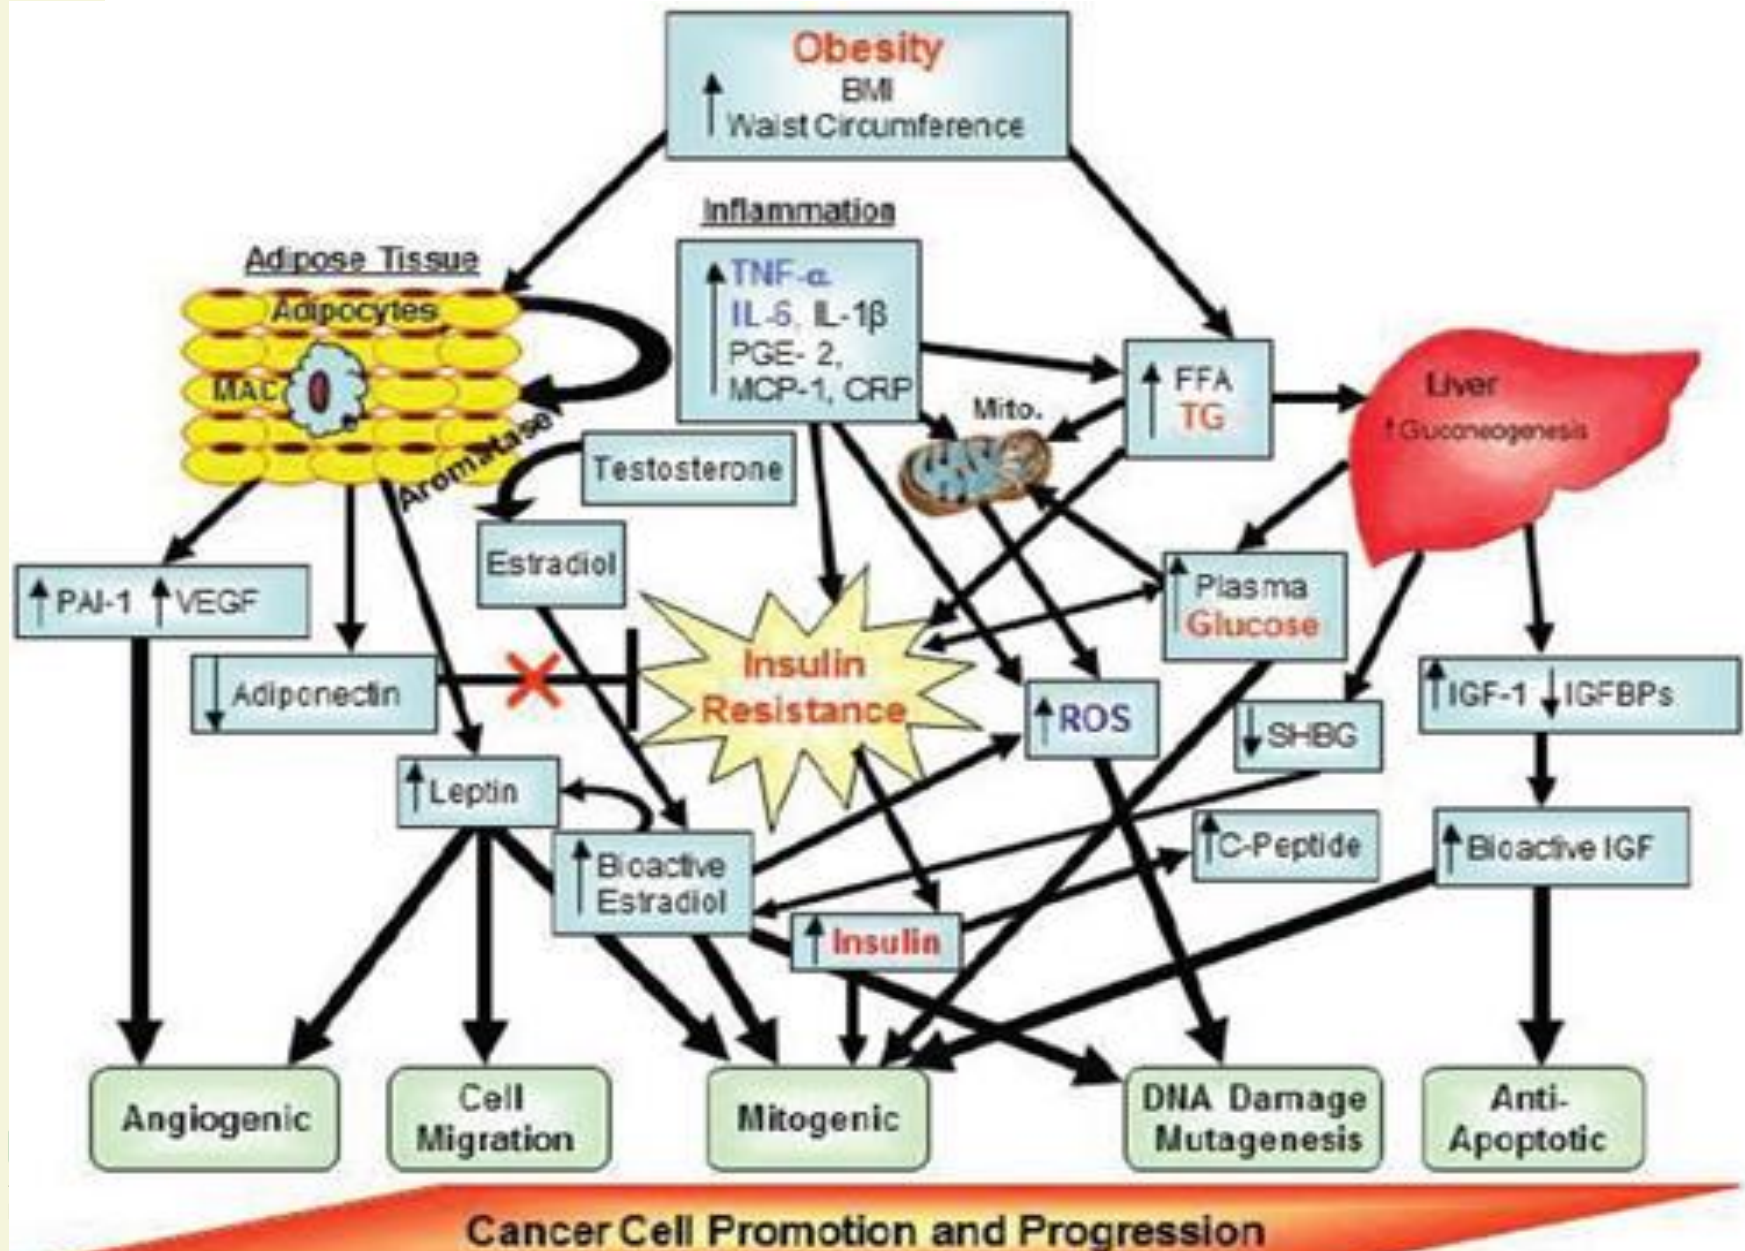 Obesity
BMI
Waist Circumference
Inflammation
Adipose Tissue
Adipocytes
MAC
Aromatase
TNF-α.
IL-6, IL-1β
PGE- 2,
MCP-1, CRP
FFA
TG
Liver
↑Gluconeogenesis
Mito.
Testosterone
Estradiol
PAI-1 ↑ VEGF
Plasma
Glucose
Adiponectin
Insulin
Resistance
ROS
SHBG
IGF-1 ↓ IGFBPs
Leptin
Bioactive
Estradiol
C-Peptide
Bioactive IGF
Insulin
Angiogenic
Cell
Migration
Mitogenic
DNA Damage
Mutagenesis
Anti-
Apoptotic
Cancer Cell Promotion and Progression